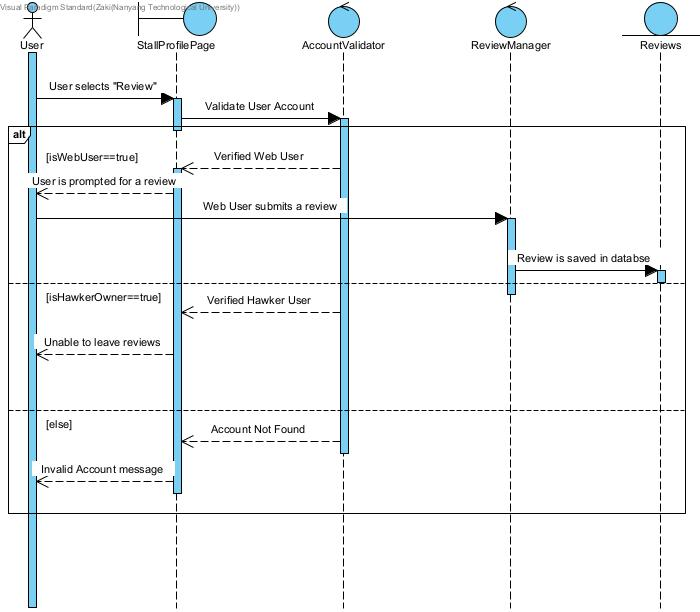 Visual Paradigm Standard(Zaki(Nanyang Technological University))
User
StallProfilePage
AccountValidator
ReviewManager
Reviews
User selects "Review"
Validate User Account
alt
[isWebUser==true]
Verified Web User
User is prompted for a review
Web User submits a review
Review is saved in databse
[isHawkerOwner==true]
Verified Hawker User
Unable to leave reviews
[else]
Account Not Found
Invalid Account message